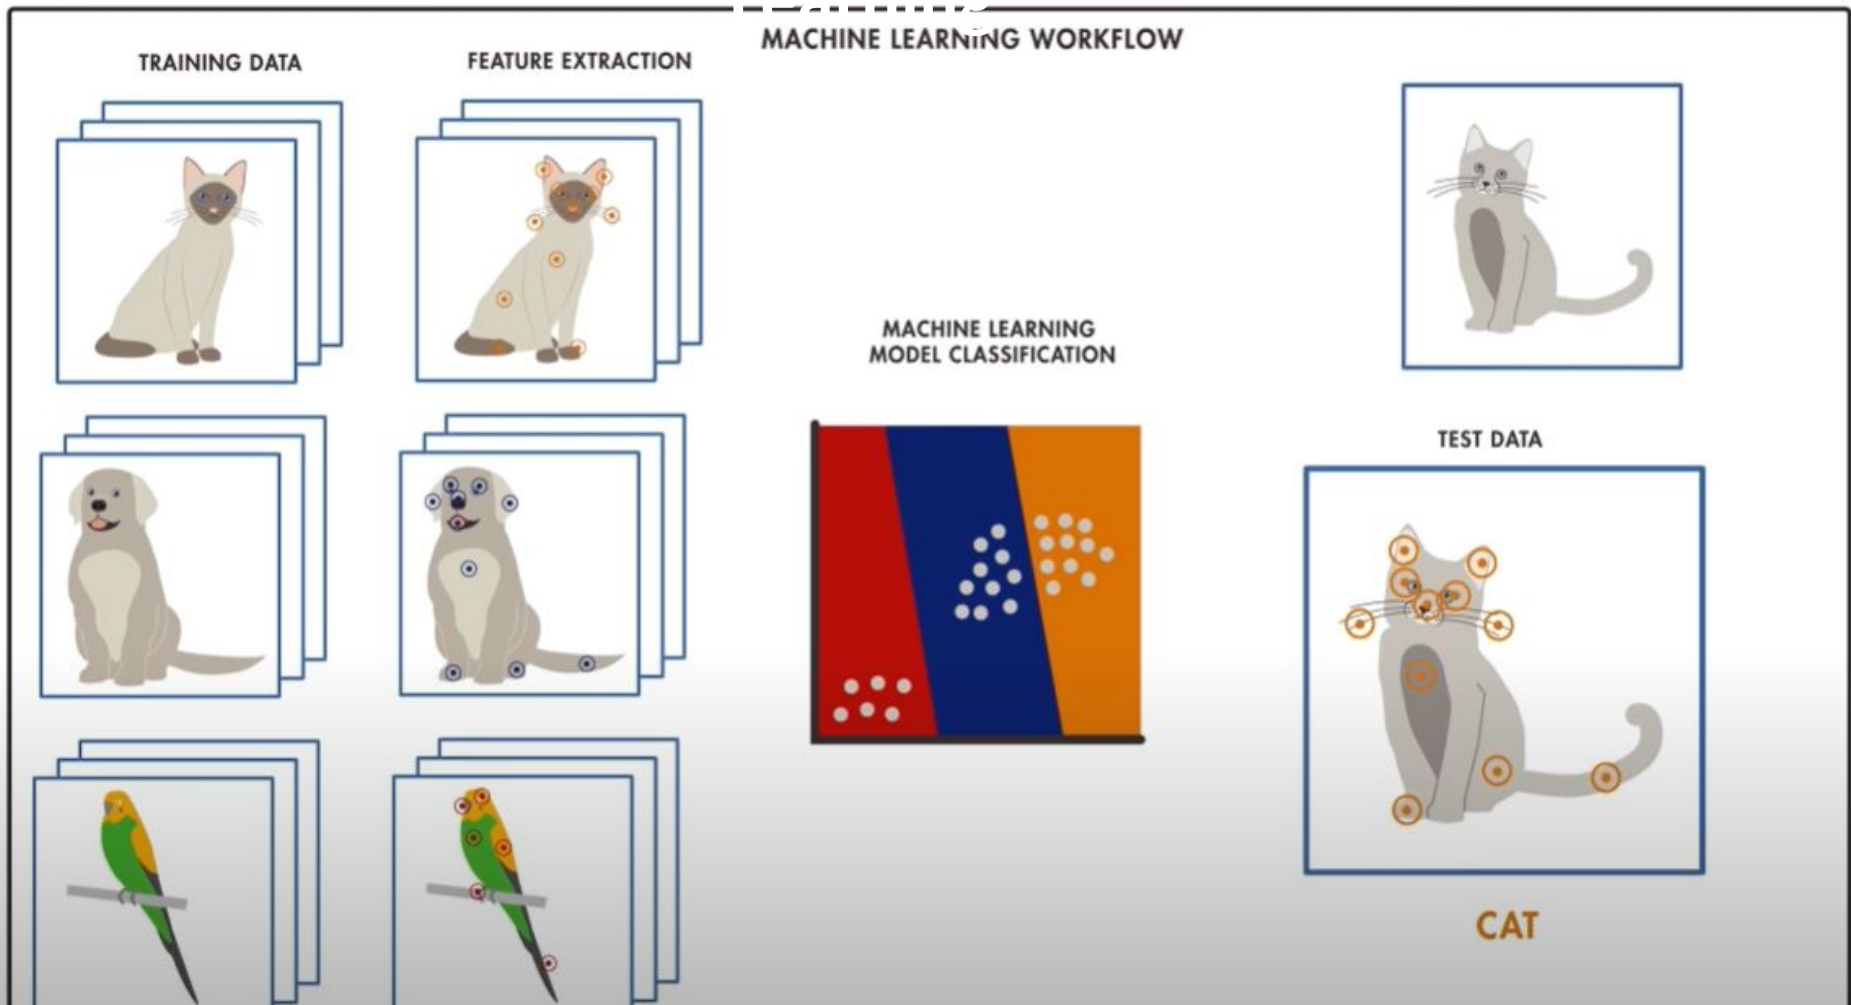 MACHINE LEARNING WORKFLOW
TRAINING DATA
FEATURE EXTRACTION
MACHINE LEARNING
MODEL CLASSIFICATION
TEST DATA
CAT